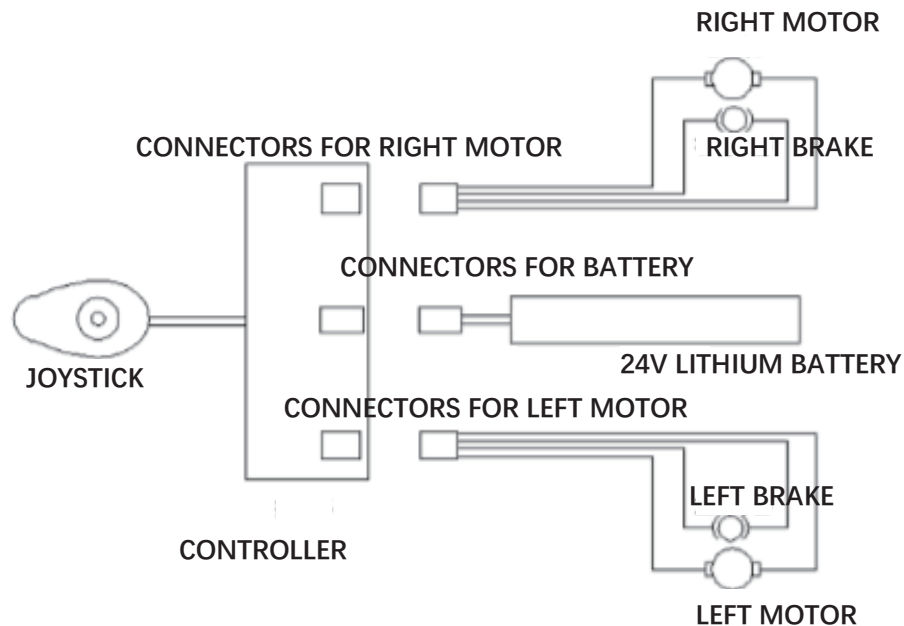 RIGHT MOTOR
CONNECTORS FOR RIGHT MOTOR
RIGHT BRAKE
CONNECTORS FOR BATTERY
24V LITHIUM BATTERY
JOYSTICK
CONNECTORS FOR LEFT MOTOR
LEFT BRAKE
CONTROLLER
LEFT MOTOR